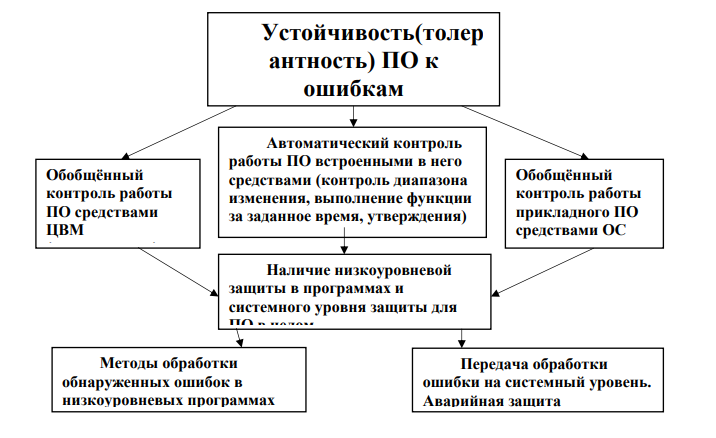 Устойчивость(толер
антность) ПО к
ошибкам
Автоматический контроль
работы ПО встроенными в него
средствами (контроль диапазона
изменения, выполнение функции
за заданное время, утверждения)
Обобщённый
контроль работы
ПО средствами
ЦВМ
Обобщённый
контроль работы
прикладного ПО
средствами ОС
Наличие низкоуровневой
защиты в программах и
системного уровня защиты для
ПО в целом
Методы обработки
обнаруженных ошибок в
низкоуровневых программах
Передача обработки
ошибки на системный уровень.
Аварийная защита